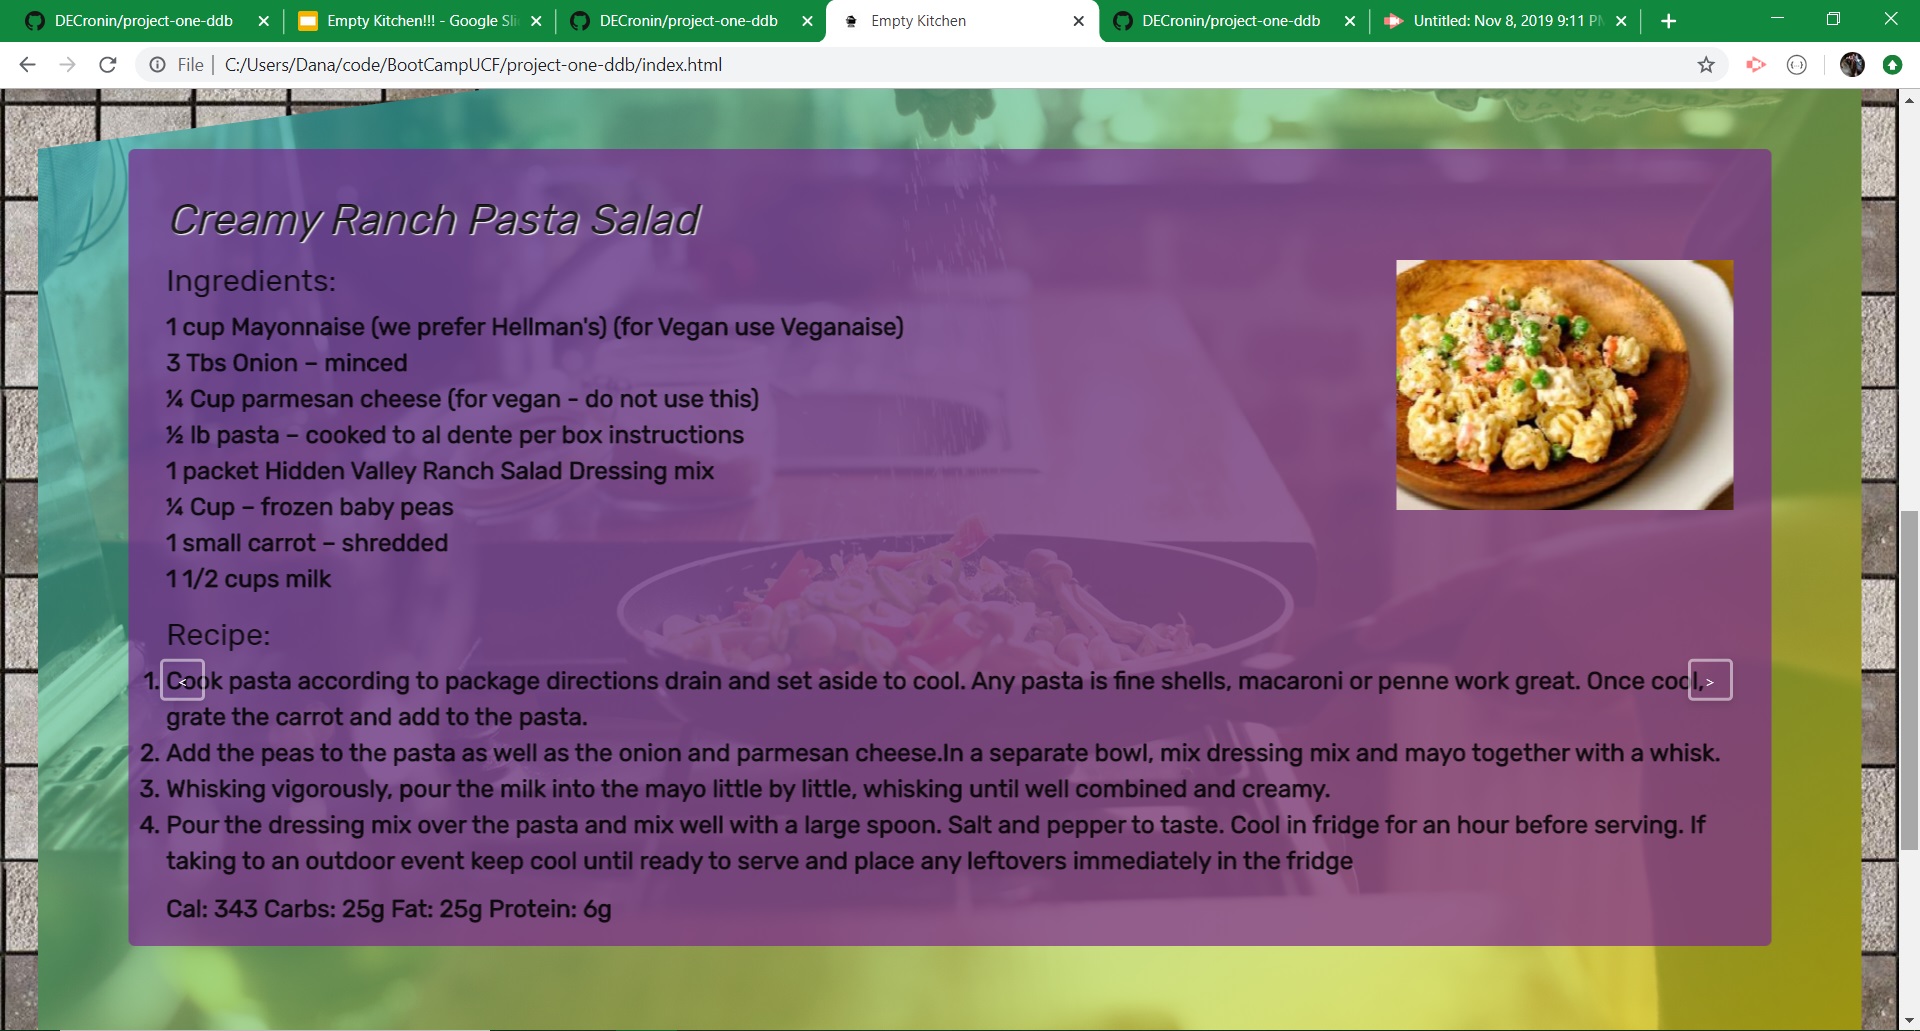 DECronin/project-one-ddb
Empty Kitchen!!! - Google Sli
DECronin/project-one-ddb
Empty Kitchen
DECronin/project-one-ddb
Untitled: Nov 8, 2019 9:11 P
File
C:/Users/Dana/code/BootCampUCF/project-one-ddb/index.html
Creamy Ranch Pasta Salad
Ingredients:
1 cup Mayonnaise (we prefer Hellman's) (for Vegan use Veganaise)
3 Tbs Onion – minced
¼ Cup parmesan cheese (for vegan - do not use this)
½ lb pasta – cooked to al dente per box instructions
1 packet Hidden Valley Ranch Salad Dressing mix
¼ Cup – frozen baby peas
1 small carrot – shredded
1 1/2 cups milk
Recipe:
1. Cook pasta according to package directions drain and set aside to cool. Any pasta is fine shells, macaroni or penne work great. Once cool,
grate the carrot and add to the pasta.
2. Add the peas to the pasta as well as the onion and parmesan cheese.In a separate bowl, mix dressing mix and mayo together with a whisk.
3. Whisking vigorously, pour the milk into the mayo little by little, whisking until well combined and creamy.
4. Pour the dressing mix over the pasta and mix well with a large spoon. Salt and pepper to taste. Cool in fridge for an hour before serving. If
taking to an outdoor event keep cool until ready to serve and place any leftovers immediately in the fridge
< >
Cal: 343 Carbs: 25g Fat: 25g Protein: 6g